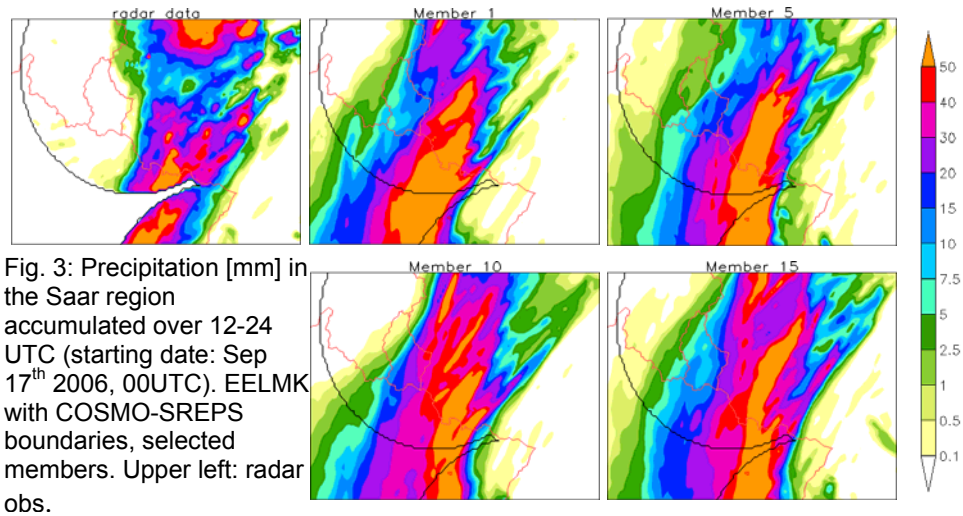 radar data
Member 1
Member 5
Fig. 3: Precipitation [mm] in
the Saar region
accumulated over 12-24
UTC (starting date: Sep
17th 2006, 00UTC). EELMK
with COSMO-SREPS
boundaries, selected
members. Upper left: radar
obs.
Member 10
Member 15
50
40
30
20
15
10
7.5
5
2.5
1
0.5
0.1